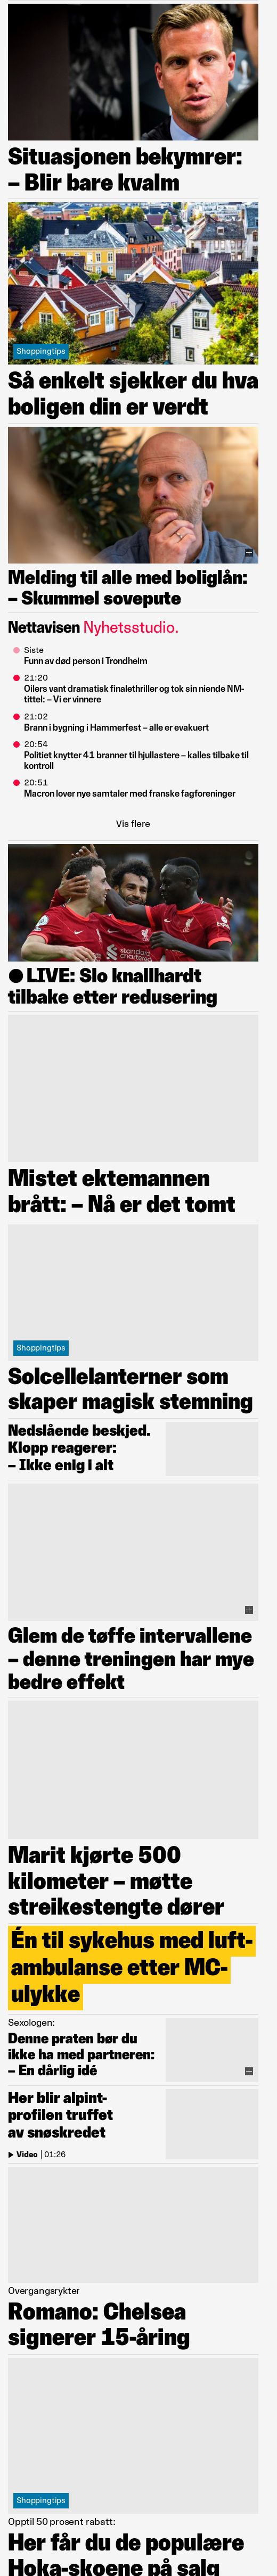 Situasjonen bekymrer:
– Blir bare kvalm
Shoppingtips
Så enkelt sjekker du hva
boligen din er verdt
Melding til alle med boliglån:
– Skummel sovepute
Nettavisen Nyhetsstudio.
Siste
Funn av død person i Trondheim
21:20
Oilers vant dramatisk finalethriller og tok sin niende NM-
tittel: – Vi er vinnere
21:02
Brann i bygning i Hammerfest – alle er evakuert
20:54
Politiet knytter 41 branner til hjullastere – kalles tilbake til
kontroll
20:51
Macron lover nye samtaler med franske fagforeninger
Vis flere
Standard
Chartered
LIVE: Slo knallhardt
tilbake etter redusering
Mistet ektemannen
brått: – Nå er det tomt
Shoppingtips
Solcellelanterner som
skaper magisk stemning
Nedslående beskjed.
Klopp reagerer:
– Ikke enig i alt
Glem de tøffe intervallene
– denne treningen har mye
bedre effekt
Marit kjørte 500
kilometer – møtte
streikestengte dører
Én til sykehus med luft-
ambulanse etter MC-
ulykke
Sexologen:
Denne praten bør du
ikke ha med partneren:
– En dårlig idé
Her blir alpint-
profilen truffet
av snøskredet
Video | 01:26
Overgangsrykter
Romano: Chelsea
signerer 15-åring
Shoppingtips
Opptil 50 prosent rabatt:
Her får du de populære
Hoka-skoene på salg